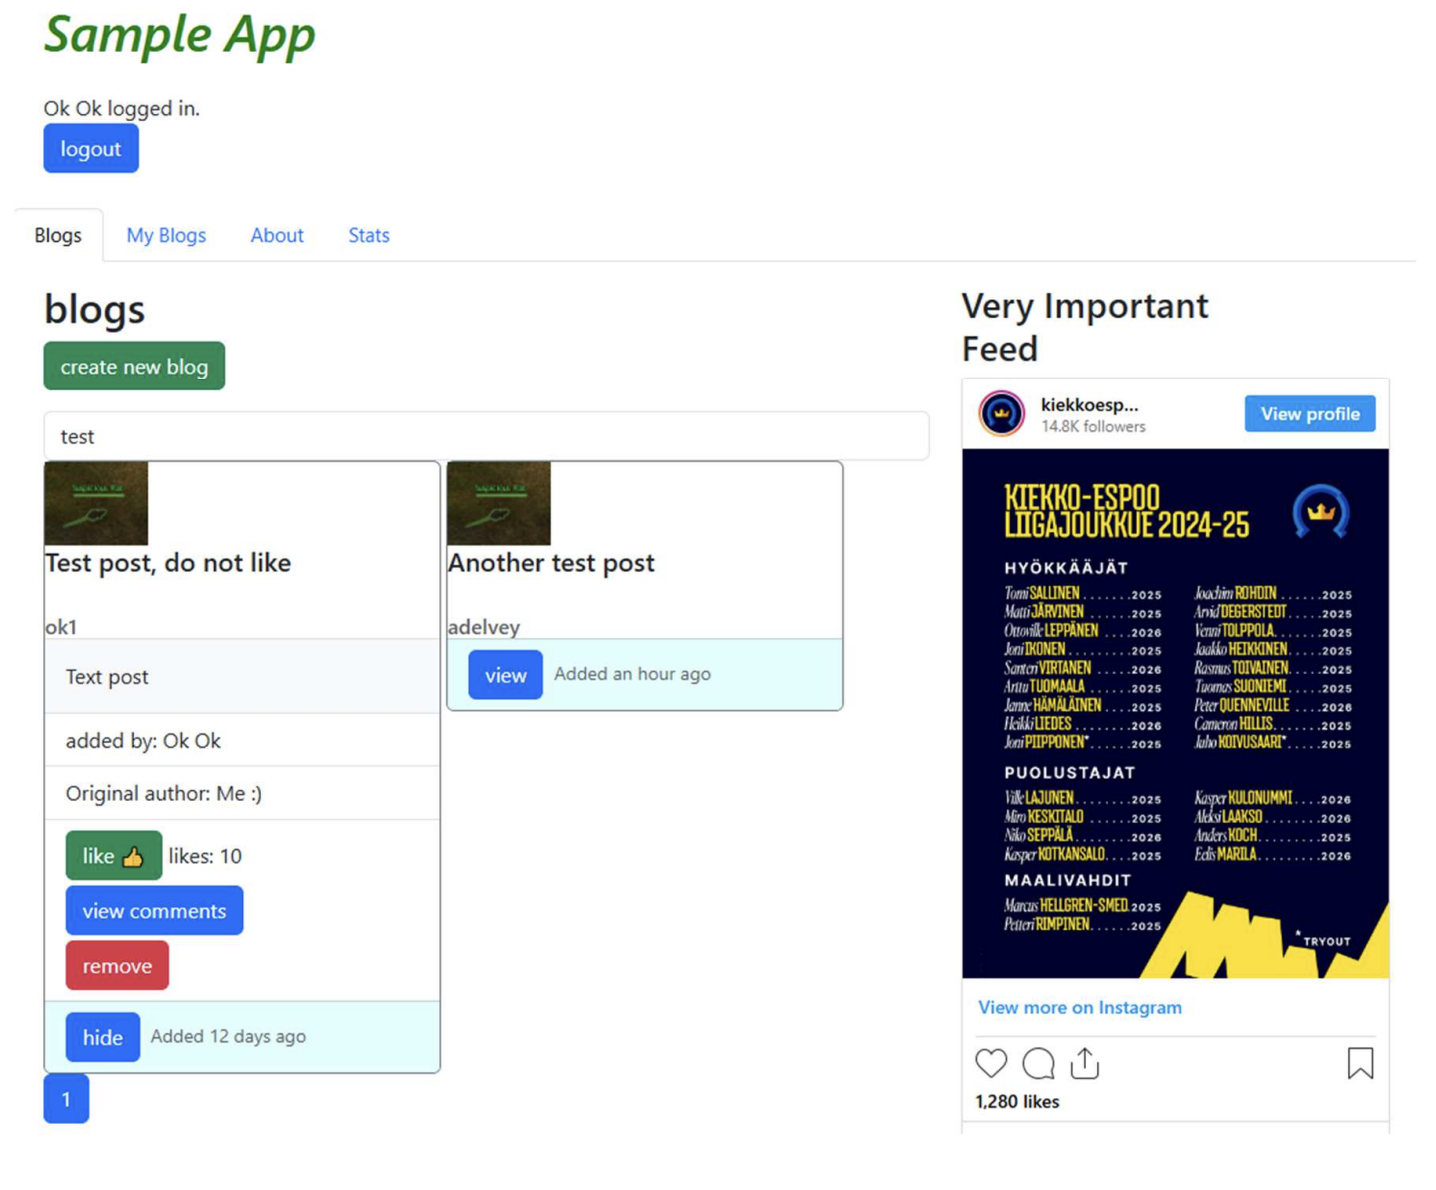 Sample App
Ok Ok logged in.
logout
Blogs
My Blogs
About
Stats
blogs
create new blog
test
Test post, do not like
ok1
Text post
added by: Ok Ok
Original author: Me :)
like 👍 likes: 10
view comments
remove
hide Added 12 days ago
Another test post
adelvey
view Added an hour ago
1
Very Important
Feed
kiekkoesp...
14.8K followers
View profile
KIEKKO-ESPOO
LIIGAJOUKKUE 2024-25
HYÖKKÄÄJÄT
Tomi SALLINEN.......2025
Matti JÄRVINEN.......2025
Ottoville LEPPÄNEN....2026
Joni IKONEN.........2025
Santeri VIRTANEN.....2026
Arttu TUOMAALA......2025
Janne HÄMÄLÄINEN....2025
Heikki LIEDES........2026
Joni PIIPPONEN*......2025
Joachim ROHDIN......2025
Arvid DEGERSTEDT.....2025
Venni TOLPPOLA.......2025
Jaakko HEIKKINEN.....2025
Rasmus TOIVAINEN.....2025
Tuomas SUONIEMI.....2025
Peter QUENNEVILLE....2026
Cameron HILLIS.......2025
Juho KOIVUSAARI*.....2025
PUOLUSTAJAT
Ville LAJUNEN........2025
Miro KESKITALO......2025
Niko SEPPÄLÄ........2026
Kasper KOTKANSALO....2025
Kasper KULONUMMI....2026
Aleksi LAAKSO........2026
Anders KOCH.........2025
Eelis MARILA.........2026
MAALIVAHDIT
Marcus HELLGREN-SMED.2025
Petteri RIMPINEN......2025
*TRYOUT
View more on Instagram
1,280 likes